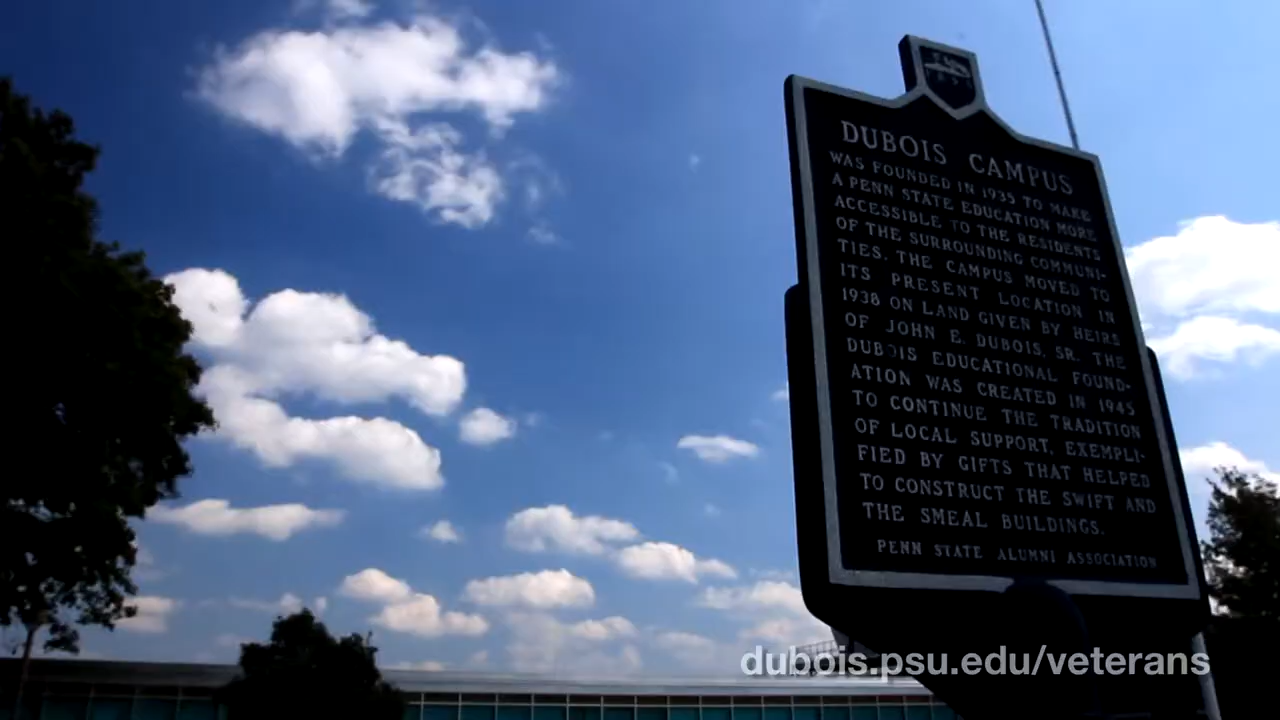 DUBOIS CAMPUS
WAS FOUNDED IN 1935 TO MAKE
A PENN STATE EDUCATION MORE
ACCESSIBLE TO THE RESIDENTS
OF THE SURROUNDING COMMUNI-
TIES. THE CAMPUS MOVED TO
ITS PRESENT LOCATION IN
1938 ON LAND GIVEN BY HEIRS
OF JOHN E. DUBOIS, SR. THE
DUBOIS EDUCATIONAL FOUND-
ATION WAS CREATED IN 1945
TO CONTINUE THE TRADITION
OF LOCAL SUPPORT, EXEMPLI-
FIED BY GIFTS THAT HELPED
TO CONSTRUCT THE SWIFT AND
THE SMEAL BUILDINGS.
PENN STATE ALUMNI ASSOCIATION
dubois.psu.edu/veterans